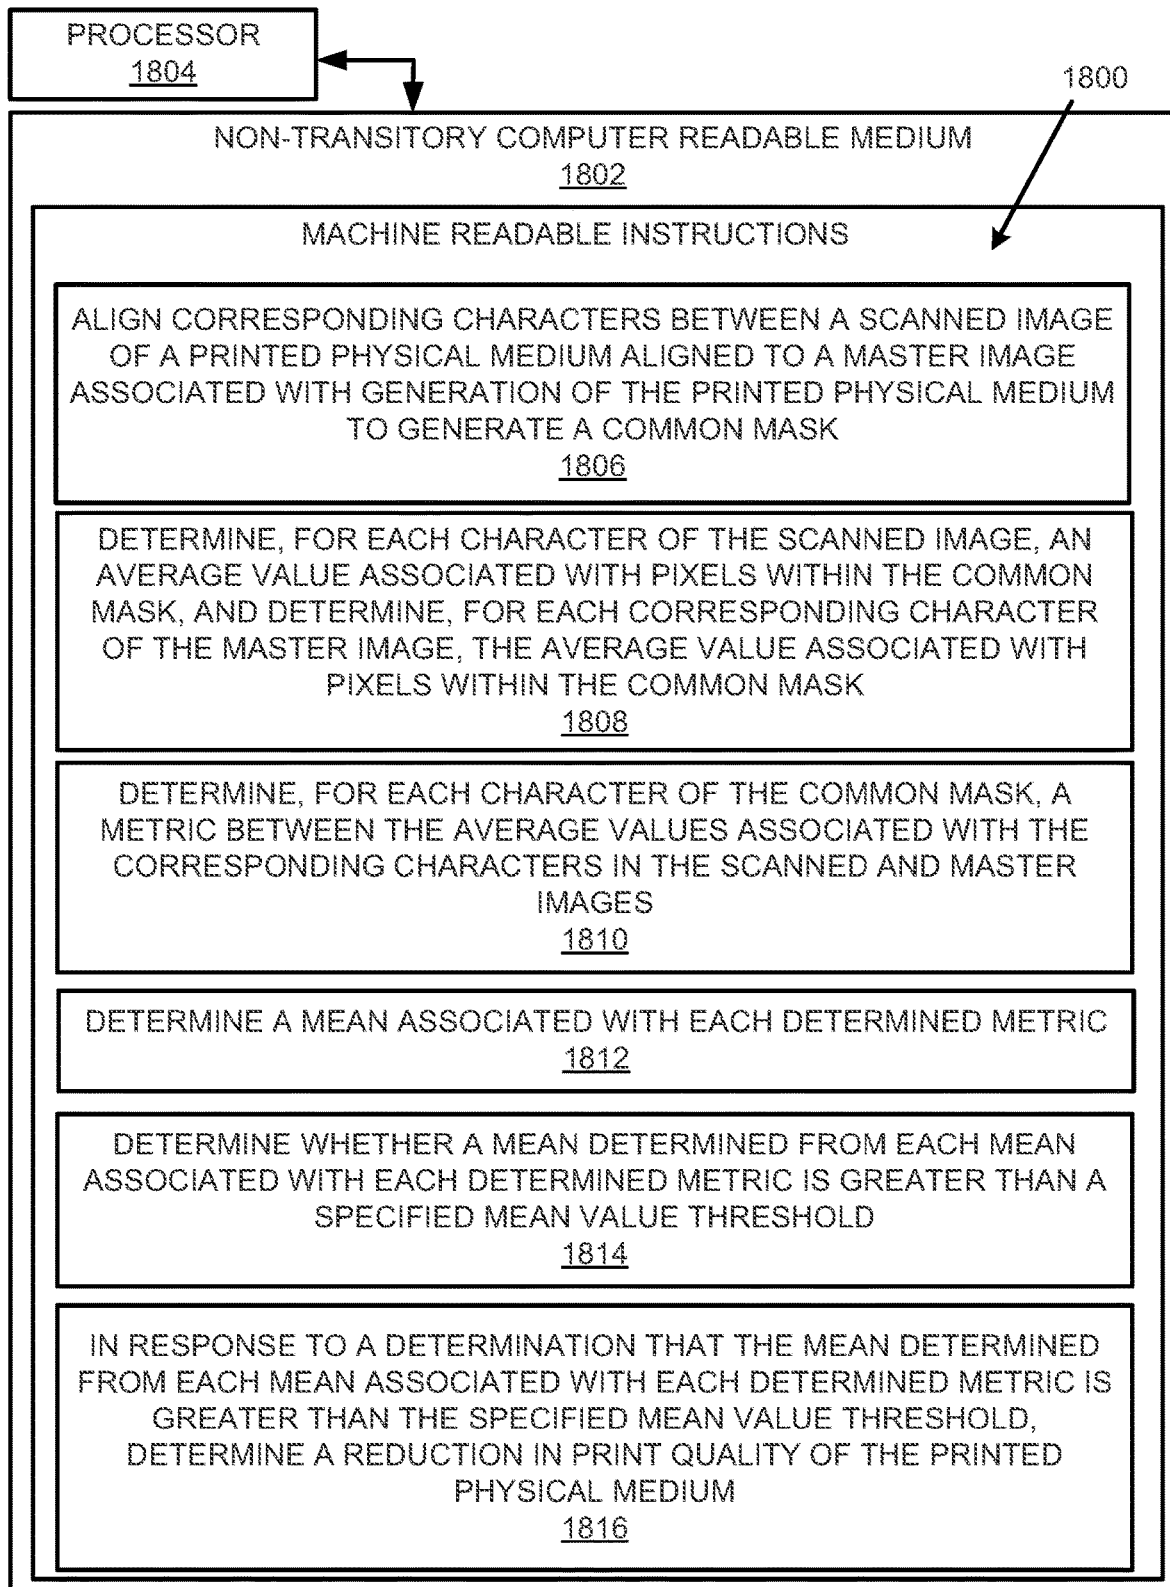 PROCESSOR
1804
1800
NON-TRANSITORY COMPUTER READABLE MEDIUM
1802
MACHINE READABLE INSTRUCTIONS
ALIGN CORRESPONDING CHARACTERS BETWEEN A SCANNED IMAGE
OF A PRINTED PHYSICAL MEDIUM ALIGNED TO A MASTER IMAGE
ASSOCIATED WITH GENERATION OF THE PRINTED PHYSICAL MEDIUM
TO GENERATE A COMMON MASK
1806
DETERMINE, FOR EACH CHARACTER OF THE SCANNED IMAGE, AN
AVERAGE VALUE ASSOCIATED WITH PIXELS WITHIN THE COMMON
MASK, AND DETERMINE, FOR EACH CORRESPONDING CHARACTER
OF THE MASTER IMAGE, THE AVERAGE VALUE ASSOCIATED WITH
PIXELS WITHIN THE COMMON MASK
1808
DETERMINE, FOR EACH CHARACTER OF THE COMMON MASK, A
METRIC BETWEEN THE AVERAGE VALUES ASSOCIATED WITH THE
CORRESPONDING CHARACTERS IN THE SCANNED AND MASTER
IMAGES
1810
DETERMINE A MEAN ASSOCIATED WITH EACH DETERMINED METRIC
1812
DETERMINE WHETHER A MEAN DETERMINED FROM EACH MEAN
ASSOCIATED WITH EACH DETERMINED METRIC IS GREATER THAN A
SPECIFIED MEAN VALUE THRESHOLD
1814
IN RESPONSE TO A DETERMINATION THAT THE MEAN DETERMINED
FROM EACH MEAN ASSOCIATED WITH EACH DETERMINED METRIC IS
GREATER THAN THE SPECIFIED MEAN VALUE THRESHOLD,
DETERMINE A REDUCTION IN PRINT QUALITY OF THE PRINTED
PHYSICAL MEDIUM
1816